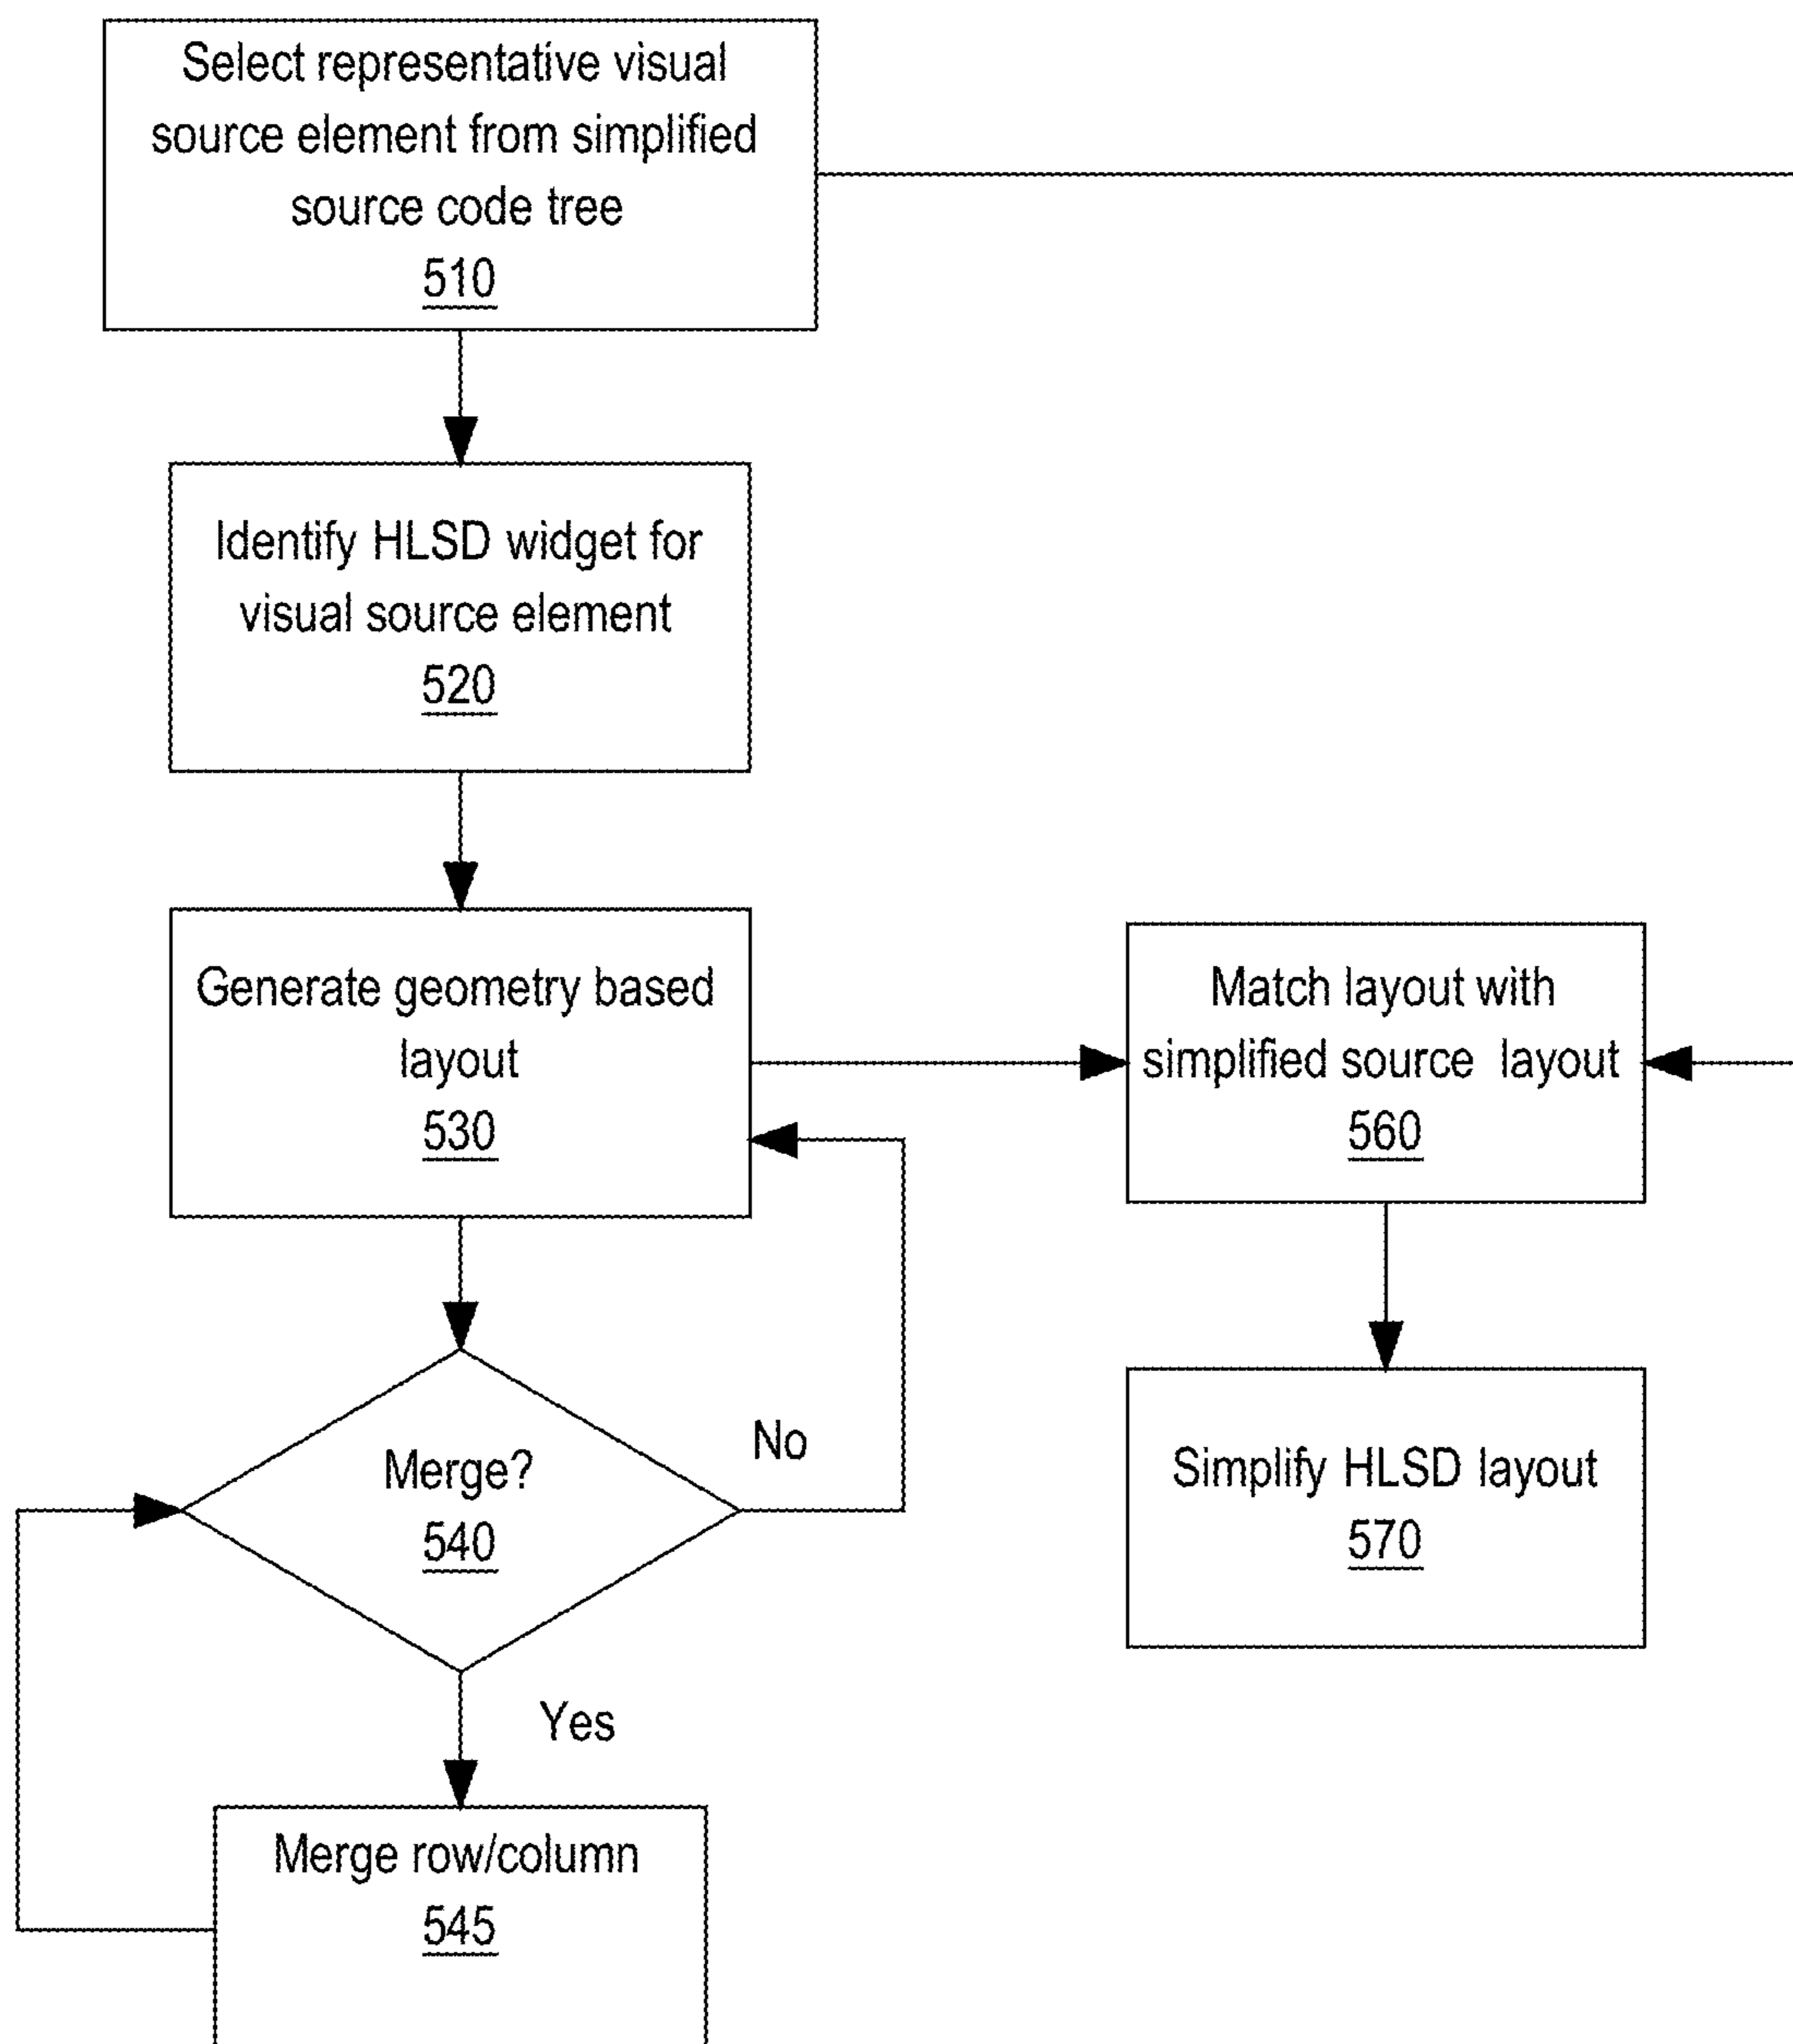 Select representative visual
source element from simplified
source code tree
510
Identify HLSD widget for
visual source element
520
Generate geometry based
layout
530
Match layout with
simplified source layout
560
Merge?
540
No
Simplify HLSD layout
570
Yes
Merge row/column
545